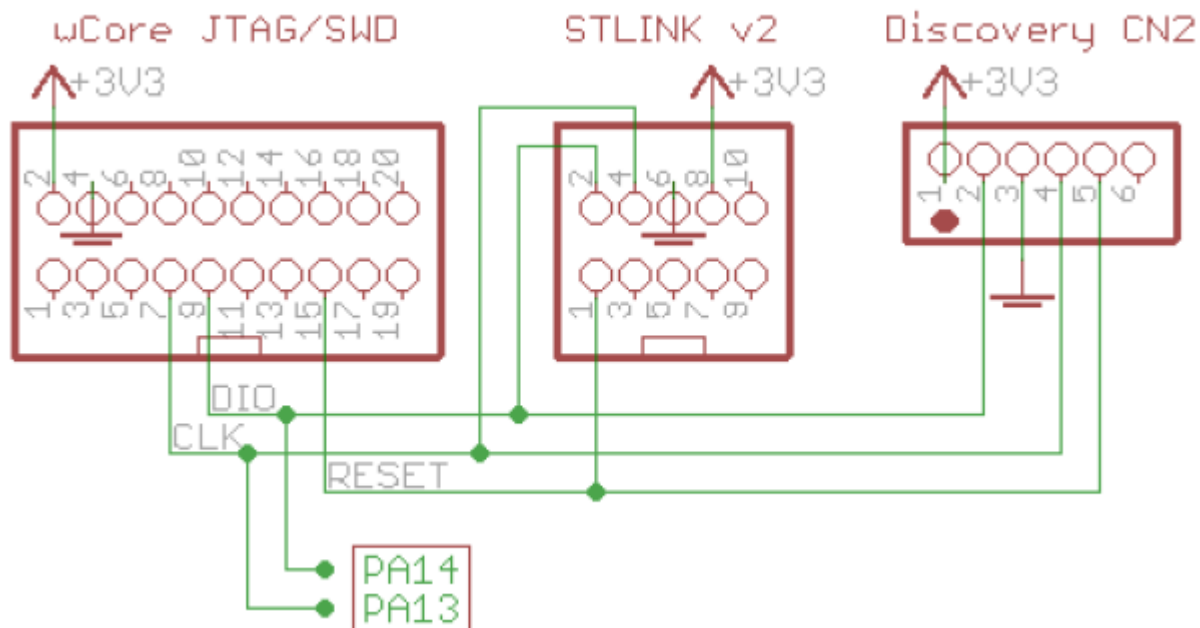 wCore JTAG/SWD
STLINK v2
Discovery CN2
+3V3
+3V3
+3V3
2 4 6 8 10 12 14 16 18 20
1 3 5 7 9 11 13 15 17 19
2 4 6 8 10
1 3 5 7 9
1 2 3 4 5 6
DIO
CLK
RESET
PA14
PA13